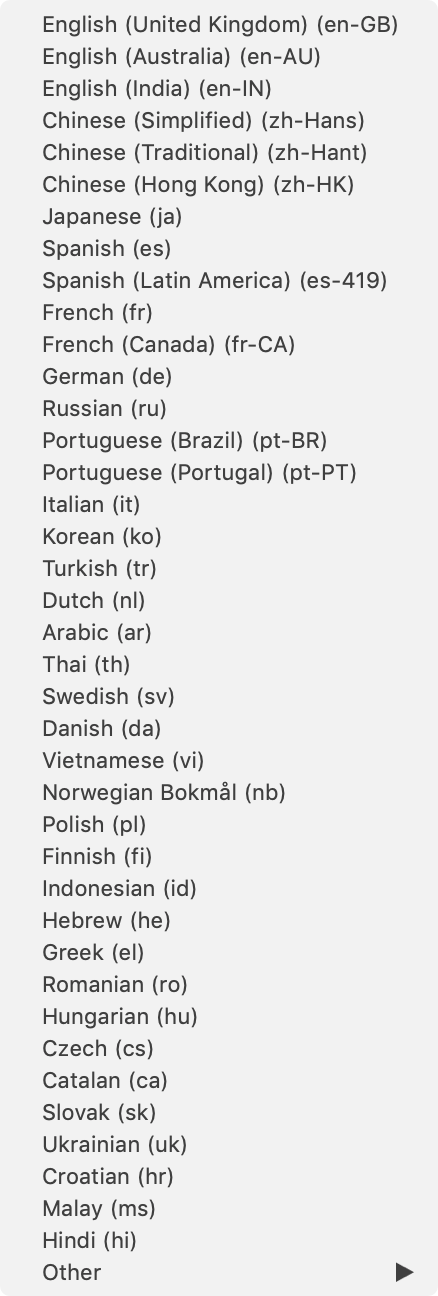 English (United Kingdom) (en-GB)
English (Australia) (en-AU)
English (India) (en-IN)
Chinese (Simplified) (zh-Hans)
Chinese (Traditional) (zh-Hant)
Chinese (Hong Kong) (zh-HK)
Japanese (ja)
Spanish (es)
Spanish (Latin America) (es-419)
French (fr)
French (Canada) (fr-CA)
German (de)
Russian (ru)
Portuguese (Brazil) (pt-BR)
Portuguese (Portugal) (pt-PT)
Italian (it)
Korean (ko)
Turkish (tr)
Dutch (nl)
Arabic (ar)
Thai (th)
Swedish (sv)
Danish (da)
Vietnamese (vi)
Norwegian Bokmål (nb)
Polish (pl)
Finnish (fi)
Indonesian (id)
Hebrew (he)
Greek (el)
Romanian (ro)
Hungarian (hu)
Czech (cs)
Catalan (ca)
Slovak (sk)
Ukrainian (uk)
Croatian (hr)
Malay (ms)
Hindi (hi)
Other